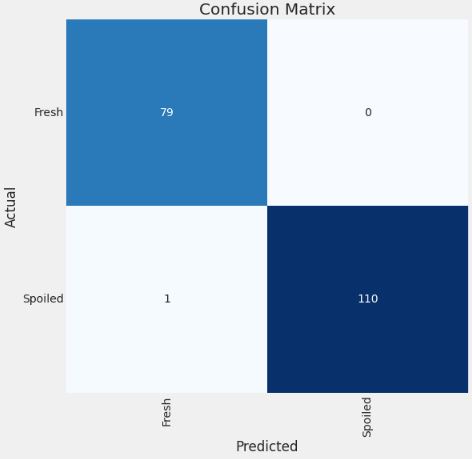 Confusion Matrix
Actual
Fresh
79
0
Spoiled
1
110
Fresh
Spoiled
Predicted